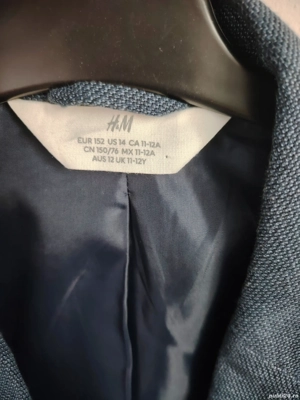 H&M
EUR 152 US 14 CA 11-12A
CN 150/76 MX 11-12A
AUS 12 UK 11-12Y